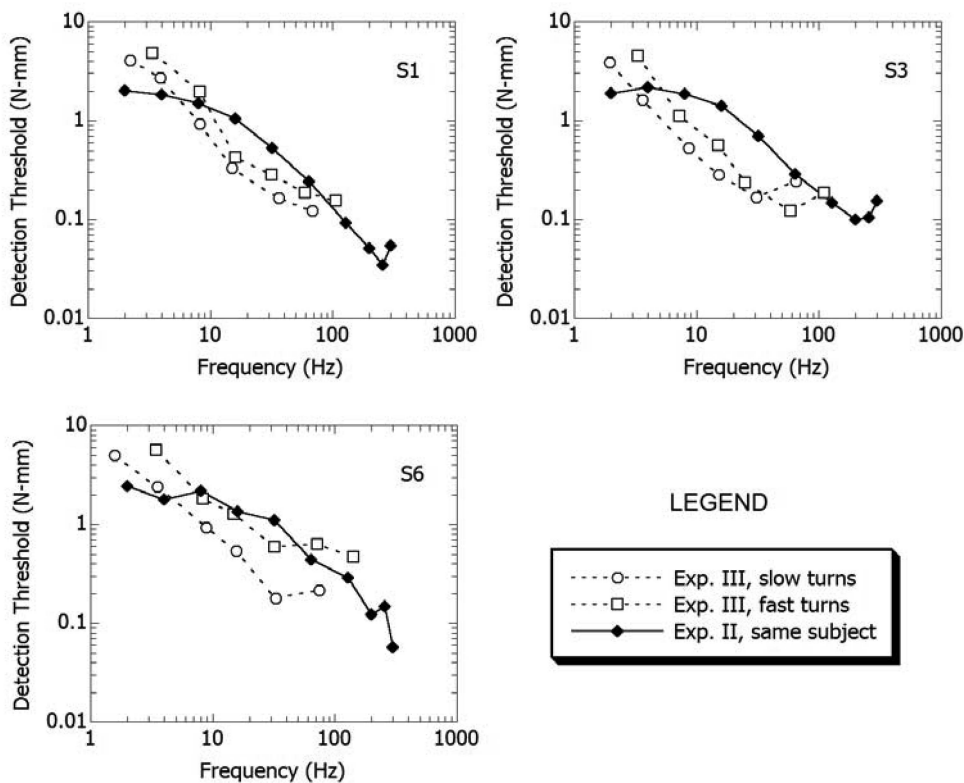 10
1
0.1
0.01
Detection Threshold (N-mm)
S1
1 10 100 1000
Frequency (Hz)
10
1
0.1
0.01
Detection Threshold (N-mm)
S3
1 10 100 1000
Frequency (Hz)
10
1
0.1
0.01
Detection Threshold (N-mm)
S6
1 10 100 1000
Frequency (Hz)
LEGEND
Exp. III, slow turns
Exp. III, fast turns
Exp. II, same subject